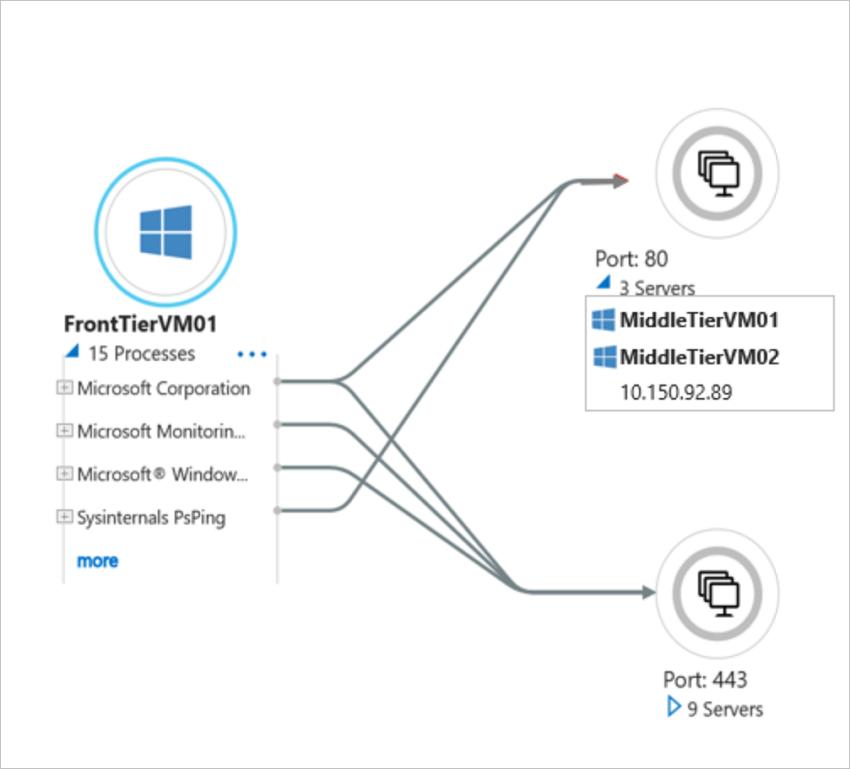 FrontTierVM01
15 Processes
Microsoft Corporation
Microsoft Monitorin...
Microsoft® Window...
Sysinternals PsPing
more
Port: 80
3 Servers
MiddleTierVM01
MiddleTierVM02
10.150.92.89
Port: 443
9 Servers